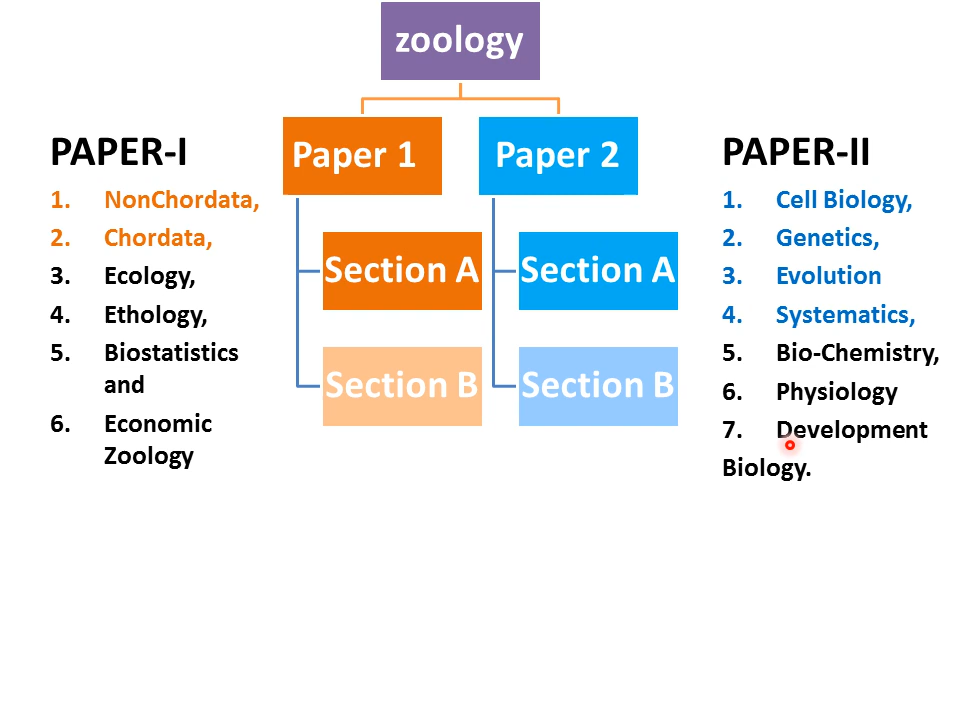 zoology
Paper 1
Paper 2
Section A
Section A
Section B
Section B
PAPER-I
1. NonChordata,
2. Chordata,
3. Ecology,
4. Ethology,
5. Biostatistics
and
6. Economic
Zoology
PAPER-II
1. Cell Biology,
2. Genetics,
3. Evolution
4. Systematics,
5. Bio-Chemistry,
6. Physiology
7. Development
Biology.